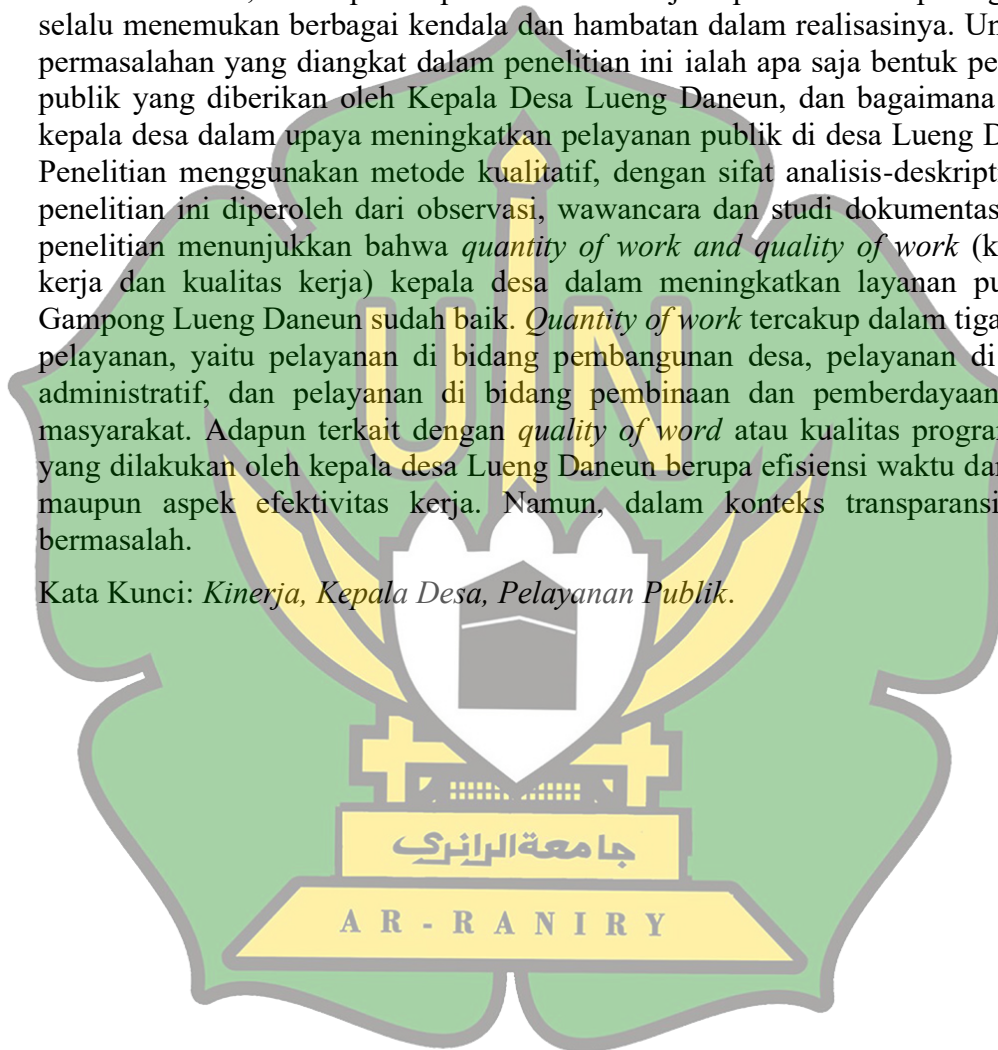 selalu menemukan berbagai kendala dan hambatan dalam realisasinya. Un
permasalahan yang diangkat dalam penelitian ini ialah apa saja bentuk pe
publik yang diberikan oleh Kepala Desa Lueng Daneun, dan bagaimana
kepala desa dalam upaya meningkatkan pelayanan publik di desa Lueng D
Penelitian menggunakan metode kualitatif, dengan sifat analisis-deskript
penelitian ini diperoleh dari observasi, wawancara dan studi dokumentas
penelitian menunjukkan bahwa quantity of work and quality of work (k
kerja dan kualitas kerja) kepala desa dalam meningkatkan layanan pu
Gampong Lueng Daneun sudah baik. Quantity of work tercakup dalam tiga
pelayanan, yaitu pelayanan di bidang pembangunan desa, pelayanan di
administratif, dan pelayanan di bidang pembinaan dan pemberdayaan
masyarakat. Adapun terkait dengan quality of word atau kualitas progra
yang dilakukan oleh kepala desa Lueng Daneun berupa efisiensi waktu dar
maupun aspek efektivitas kerja. Namun, dalam konteks transparansi
bermasalah.
Kata Kunci: Kinerja, Kepala Desa, Pelayanan Publik.
UIN
جامعة الرانري
AR-RANIRY